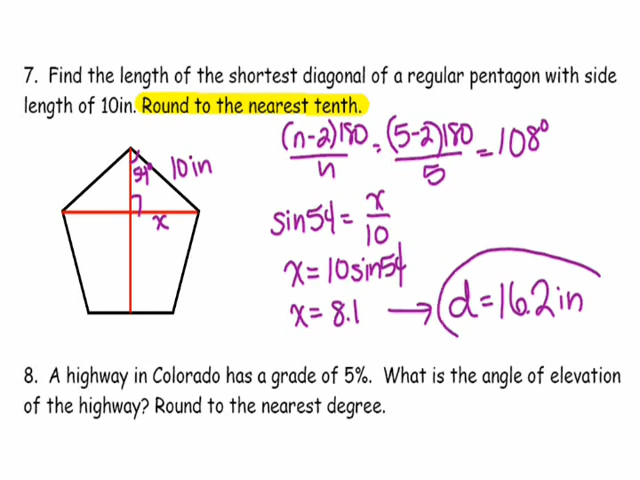 7. Find the length of the shortest diagonal of a regular pentagon with side
length of 10in. Round to the nearest tenth.
(n-2)180/n = (5-2)180/5 = 108°
54° 10in
x
sin54 = x/10
x = 10sin54
x = 8.1 → d = 16.2 in
8. A highway in Colorado has a grade of 5%. What is the angle of elevation
of the highway? Round to the nearest degree.